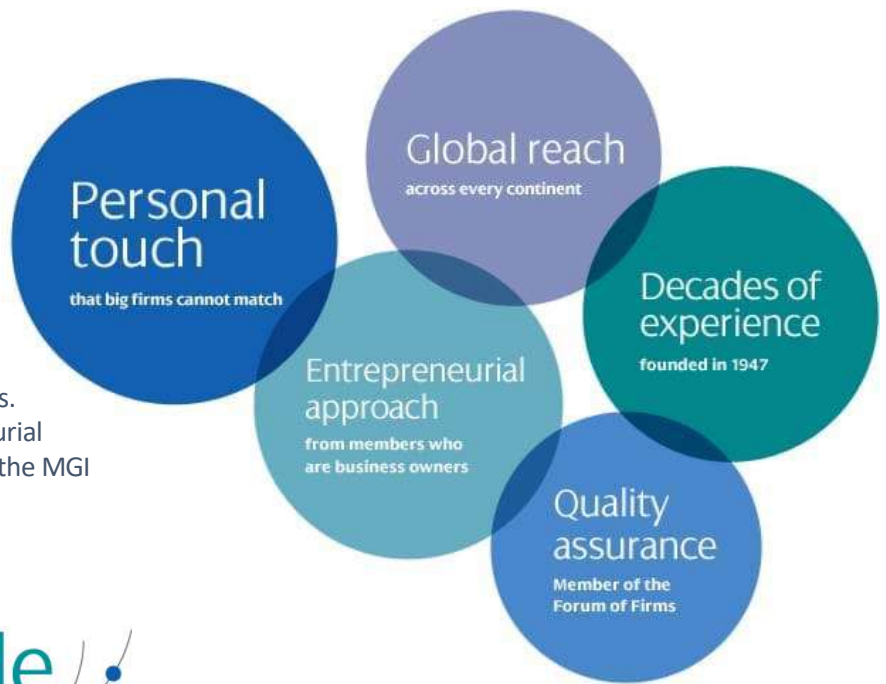 Personal
touch
that big firms cannot match
Global reach
across every continent
Decades of
experience
founded in 1947
Entrepreneurial
approach
from members who
are business owners
Quality
assurance
Member of the
Forum of Firms
s.
urial
the MGI
le